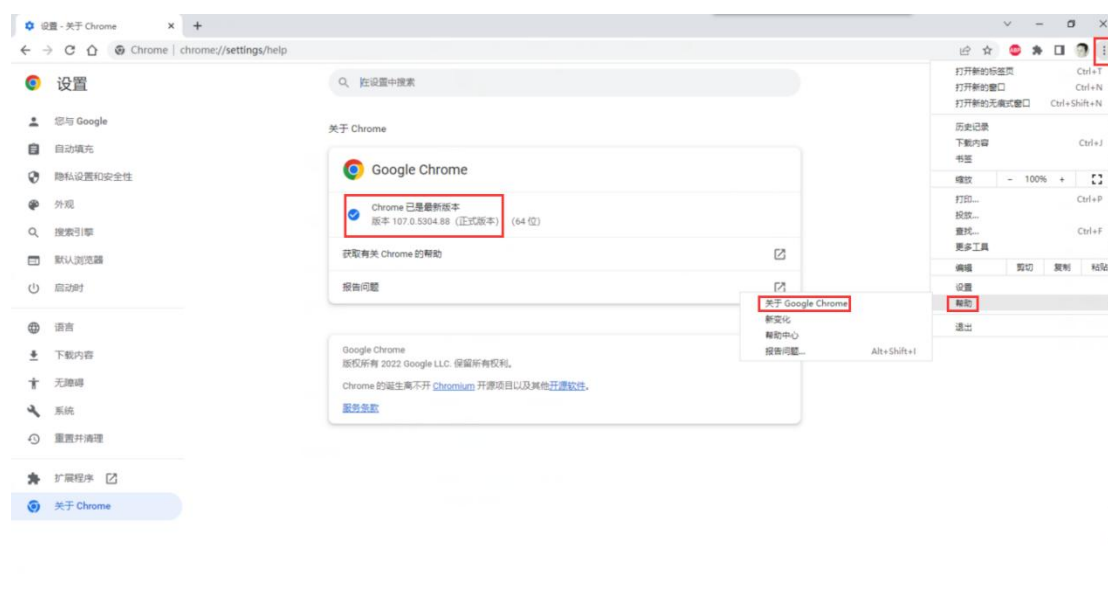 设置 - 关于 Chrome
Chrome | chrome://settings/help
设置
在设置中搜索
您与 Google
自动填充
隐私设置和安全性
外观
搜索引擎
默认浏览器
启动时
语言
下载内容
无障碍
系统
重置并清理
扩展程序
关于 Chrome
关于 Chrome
Google Chrome
Chrome 已是最新版本
版本 107.0.5304.88（正式版本） （64 位）
获取有关 Chrome 的帮助
报告问题
Google Chrome
版权所有 2022 Google LLC. 保留所有权利。
Chrome 的诞生离不开 Chromium 开源项目以及其他开源软件。
服务条款
打开新的标签页 Ctrl+T
打开新的窗口 Ctrl+N
打开新的无痕式窗口 Ctrl+Shift+N
历史记录
下载内容 Ctrl+J
书签
缩放 - 100% +
打印... Ctrl+P
投放...
查找... Ctrl+F
更多工具
编辑 剪切 复制 粘贴
设置
帮助
退出
关于 Google Chrome
新变化
帮助中心
报告问题... Alt+Shift+I